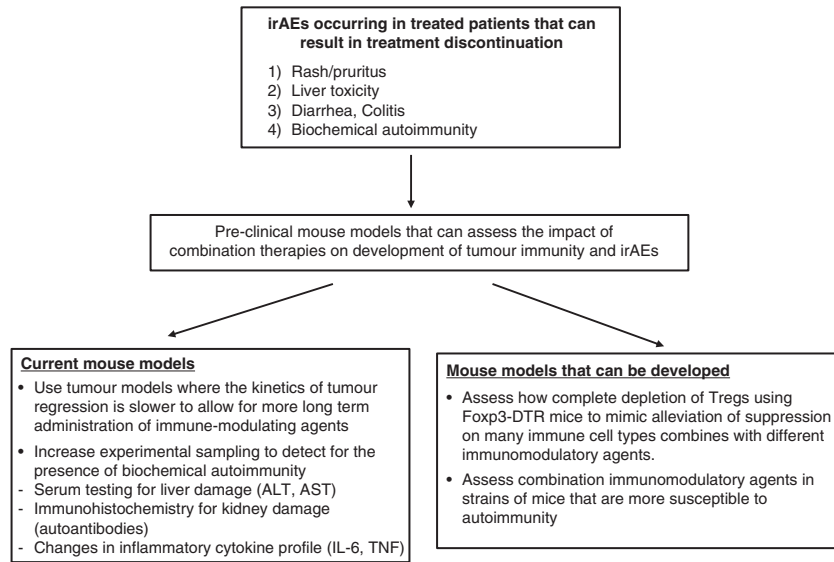 irAEs occurring in treated patients that can
result in treatment discontinuation
1) Rash/pruritus
2) Liver toxicity
3) Diarrhea, Colitis
4) Biochemical autoimmunity
Pre-clinical mouse models that can assess the impact of
combination therapies on development of tumour immunity and irAEs
Current mouse models
• Use tumour models where the kinetics of tumour
regression is slower to allow for more long term
administration of immune-modulating agents
• Increase experimental sampling to detect for the
presence of biochemical autoimmunity
- Serum testing for liver damage (ALT, AST)
- Immunohistochemistry for kidney damage
(autoantibodies)
- Changes in inflammatory cytokine profile (IL-6, TNF)
Mouse models that can be developed
• Assess how complete depletion of Tregs using
Foxp3-DTR mice to mimic alleviation of suppression
on many immune cell types combines with different
immunomodulatory agents.
• Assess combination immunomodulatory agents in
strains of mice that are more susceptible to
autoimmunity